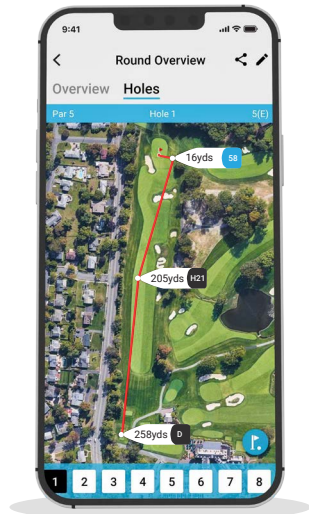 9:41
Round Overview
Overview Holes
Par 5 Hole 1 5(E)
16yds 58
205yds H21
258yds D
1 2 3 4 5 6 7 8